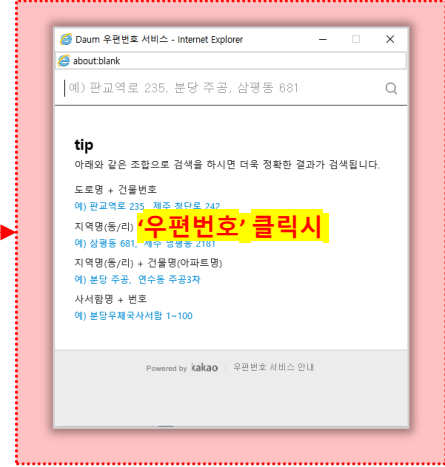 Daum 우편번호 서비스 - Internet Explorer
about:blank
예) 판교역로 235, 분당 주공, 삼평동 681
tip
아래와 같은 조합으로 검색을 하시면 더욱 정확한 결과가 검색됩니다.
도로명 + 건물번호
예) 판교역로 235, 제주 첨단로 242
지역명(동/리)
‘우편번호’ 클릭시
예) 삼평동 681, 제주 영평동 2181
지역명(동/리) + 건물명(아파트명)
예) 분당 주공, 연수동 주공3차
사서함명 + 번호
예) 분당우체국사서함 1~100
Powered by kakao 우편번호 서비스 안내